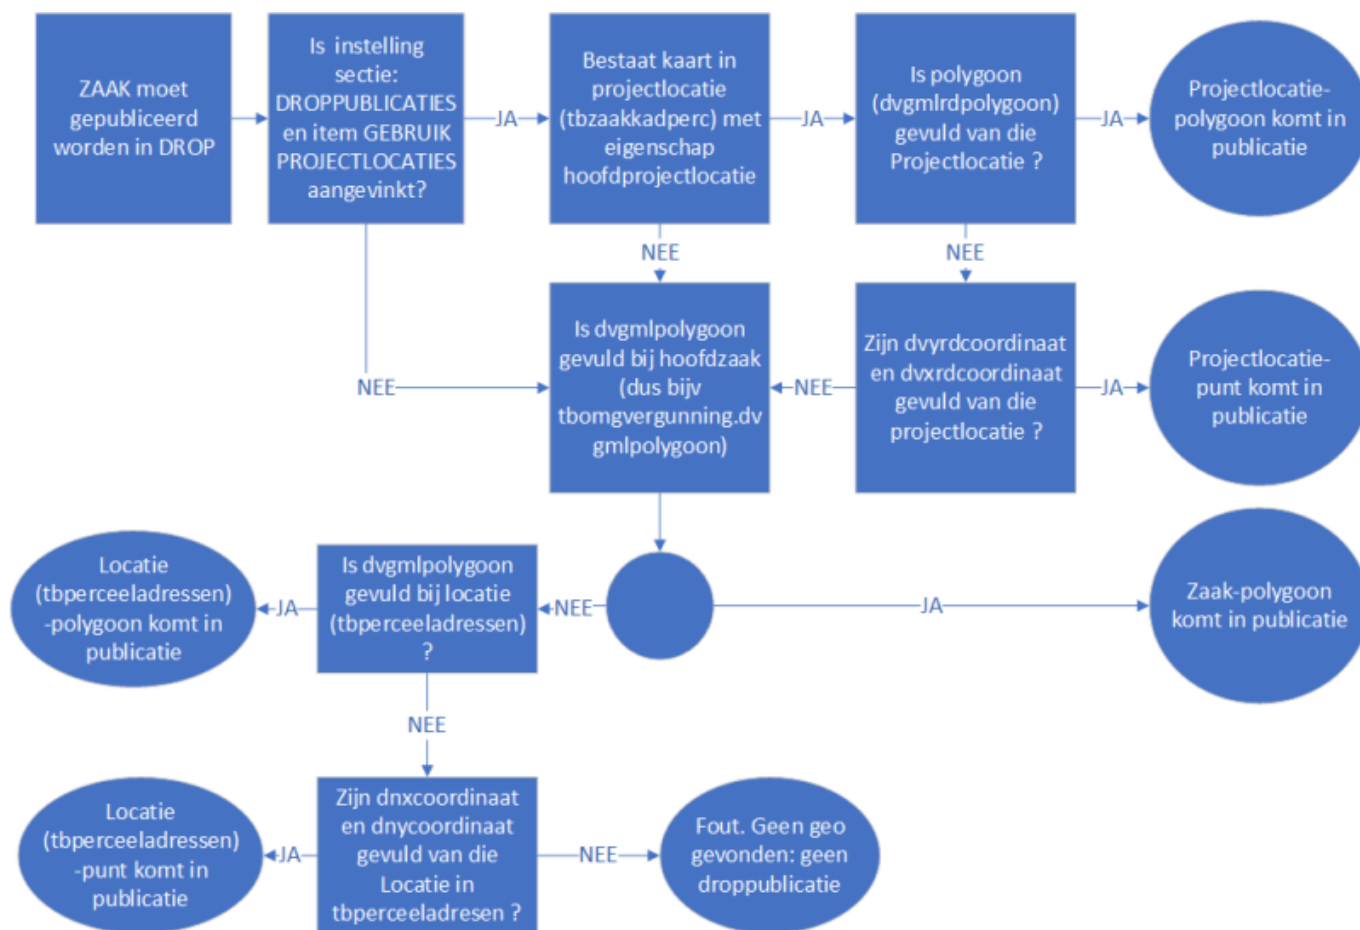 ZAAK moet
gepubliceerd
worden in DROP
Is instelling
sectie:
DROPPUBLICATIES
en item GEBRUIK
PROJECTLOCATIES
aangevinkt?
JA
Bestaat kaart in
projectlocatie
(tbzaakkadperc) met
eigenschap
hoofdprojectlocatie
JA
Is polygoon
(dvgmlrdpolygoon)
gevuld van die
Projectlocatie ?
JA
Projectlocatie-
polygoon komt in
publicatie
NEE
NEE
NEE
Is dvgmlpolygoon
gevuld bij hoofdzaak
(dus bijv
tbomgvergunning.dv
gmlpolygoon)
NEE
Zijn dvyrdcoordinaat
en dvxrdcoordinaat
gevuld van die
projectlocatie ?
JA
Projectlocatie-
punt komt in
publicatie
Locatie
(tbperceeladressen)
-polygoon komt in
publicatie
JA
Is dvgmlpolygoon
gevuld bij locatie
(tbperceeladressen)
?
NEE
JA
Zaak-polygoon
komt in publicatie
NEE
Locatie
(tbperceeladressen)
-punt komt in
publicatie
JA
Zijn dnxcoordinaat
en dnycoordinaat
gevuld van die
Locatie in
tbperceeladresen ?
NEE
Fout. Geen geo
gevonden: geen
droppublicatie